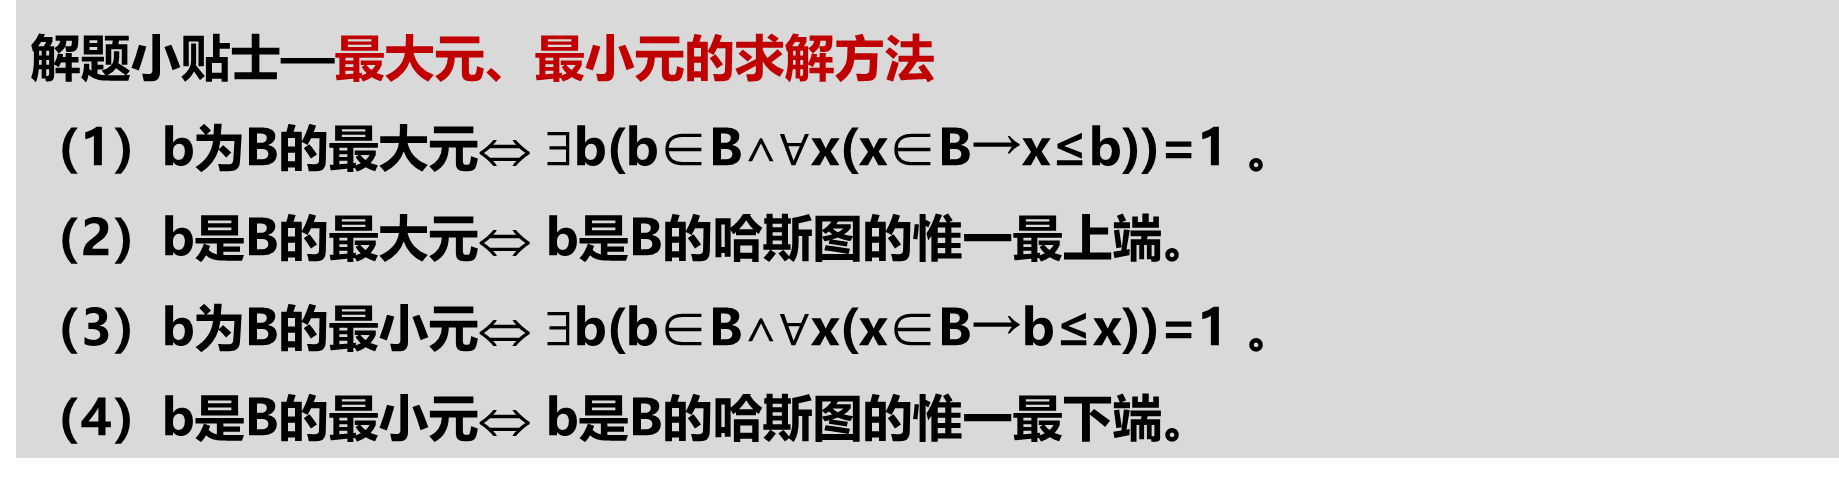 解题小贴士—最大元、最小元的求解方法
（1）b为B的最大元⇔ ∃b(b∈B∧∀x(x∈B→x≤b))=1 。
（2）b是B的最大元⇔ b是B的哈斯图的惟一最上端。
（3）b为B的最小元⇔ ∃b(b∈B∧∀x(x∈B→b≤x))=1 。
（4）b是B的最小元⇔ b是B的哈斯图的惟一最下端。